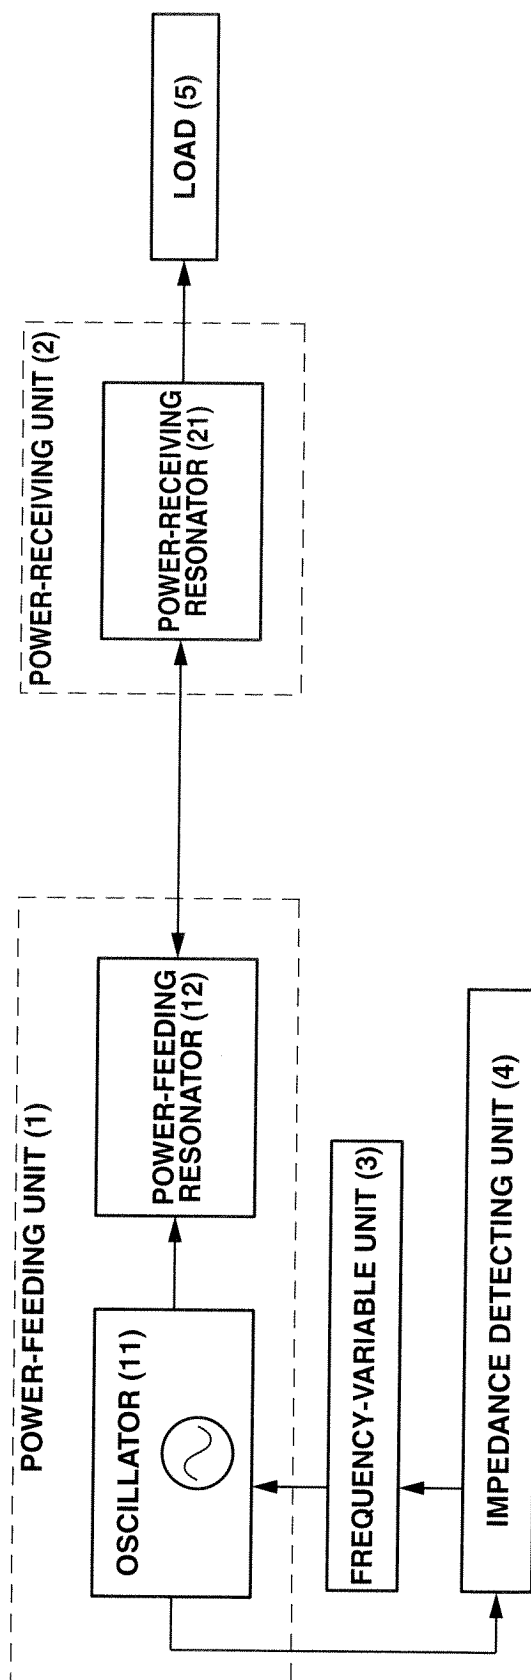 POWER-FEEDING UNIT (1)
OSCILLATOR (11)
POWER-FEEDING
RESONATOR (12)
FREQUENCY-VARIABLE UNIT (3)
IMPEDANCE DETECTING UNIT (4)
POWER-RECEIVING UNIT (2)
POWER-RECEIVING
RESONATOR (21)
LOAD (5)